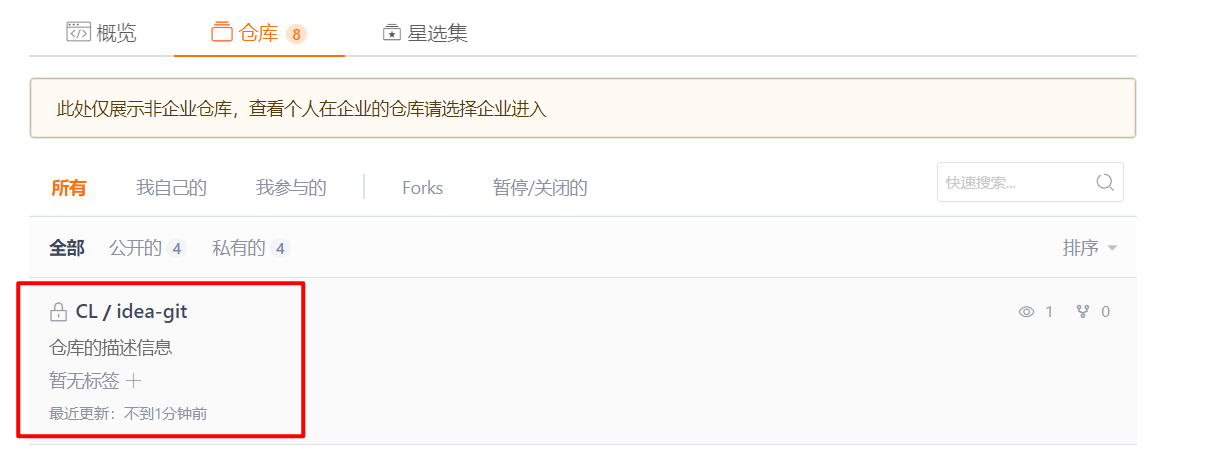 概览 仓库 8 星选集
此处仅展示非企业仓库，查看个人在企业的仓库请选择企业进入
所有 我自己的 我参与的 Forks 暂停/关闭的 快速搜索...
全部 公开的 4 私有的 4 排序
CL / idea-git 1 0
仓库的描述信息
暂无标签
最近更新：不到1分钟前